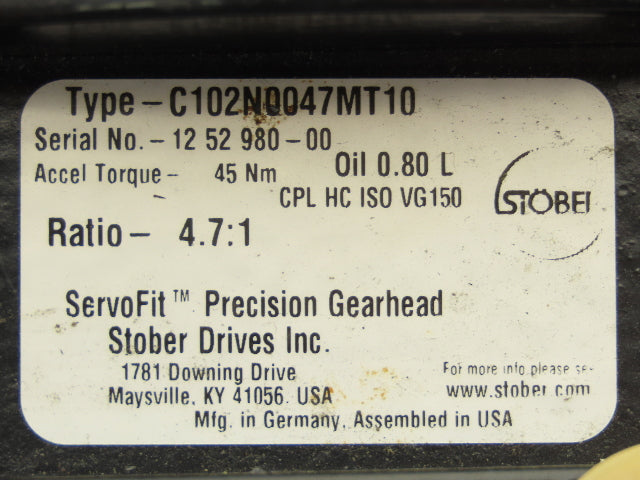 Type - C102N0047MT10
Serial No. - 12 52 980 - 00
Accel Torque - 45 Nm Oil 0.80 L
CPL HC ISO VG150
STÖBE
Ratio - 4.7:1
ServoFit™ Precision Gearhead
Stober Drives Inc.
1781 Downing Drive
Maysville, KY 41056. USA
For more info please se-
www.stober.com
Mfg. in Germany, Assembled in USA